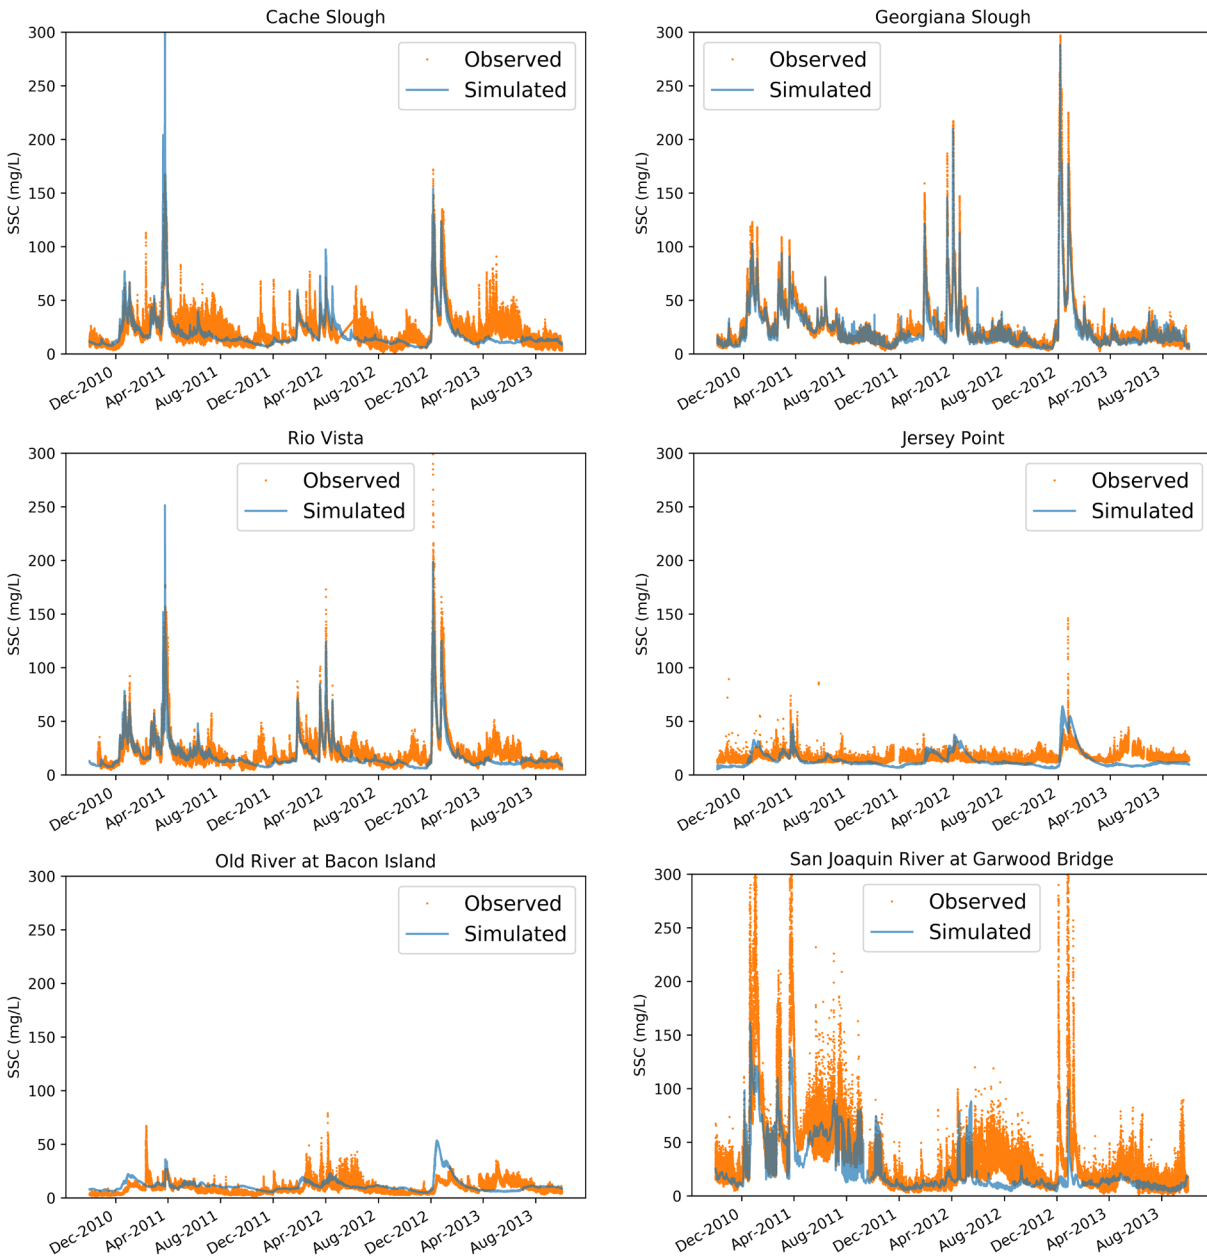 Cache Slough
300
250
200
150
100
50
0
SSC (mg/L)
Observed
Simulated
Dec-2010
Apr-2011
Aug-2011
Dec-2011
Apr-2012
Aug-2012
Dec-2012
Apr-2013
Aug-2013
Georgiana Slough
300
250
200
150
100
50
0
SSC (mg/L)
Observed
Simulated
Dec-2010
Apr-2011
Aug-2011
Dec-2011
Apr-2012
Aug-2012
Dec-2012
Apr-2013
Aug-2013
Rio Vista
300
250
200
150
100
50
0
SSC (mg/L)
Observed
Simulated
Dec-2010
Apr-2011
Aug-2011
Dec-2011
Apr-2012
Aug-2012
Dec-2012
Apr-2013
Aug-2013
Jersey Point
300
250
200
150
100
50
0
SSC (mg/L)
Observed
Simulated
Dec-2010
Apr-2011
Aug-2011
Dec-2011
Apr-2012
Aug-2012
Dec-2012
Apr-2013
Aug-2013
Old River at Bacon Island
300
250
200
150
100
50
0
SSC (mg/L)
Observed
Simulated
Dec-2010
Apr-2011
Aug-2011
Dec-2011
Apr-2012
Aug-2012
Dec-2012
Apr-2013
Aug-2013
San Joaquin River at Garwood Bridge
300
250
200
150
100
50
0
SSC (mg/L)
Observed
Simulated
Dec-2010
Apr-2011
Aug-2011
Dec-2011
Apr-2012
Aug-2012
Dec-2012
Apr-2013
Aug-2013